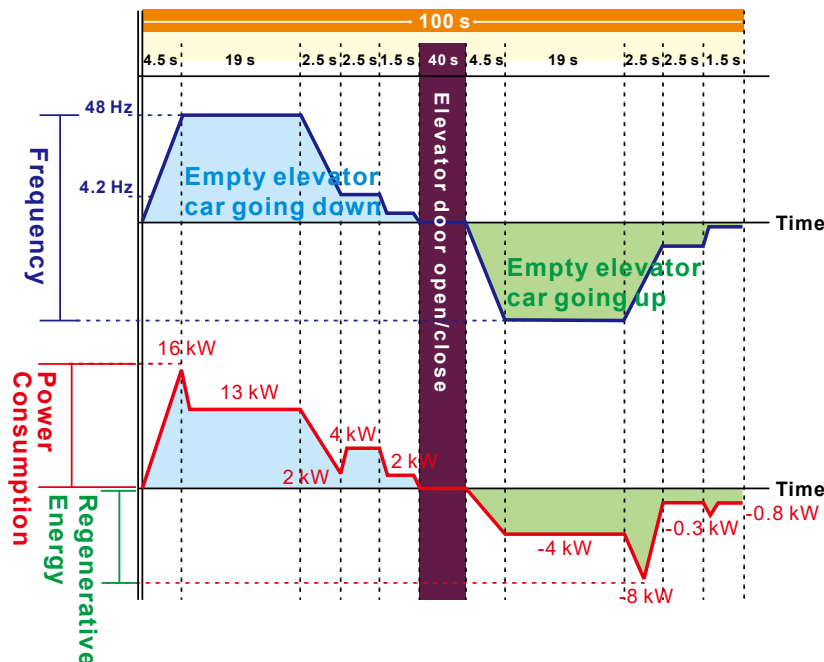 100 s
4.5 s 19 s 2.5 s 2.5 s 1.5 s 40 s 4.5 s 19 s 2.5 s 2.5 s 1.5 s
48 Hz
4.2 Hz
Frequency
Empty elevator
car going down
Elevator door open/close
Time
Empty elevator
car going up
16 kW
13 kW
4 kW
2 kW
2 kW
Power
Consumption
Time
Regenerative
Energy
-4 kW
-8 kW
-0.3 kW
-0.8 kW